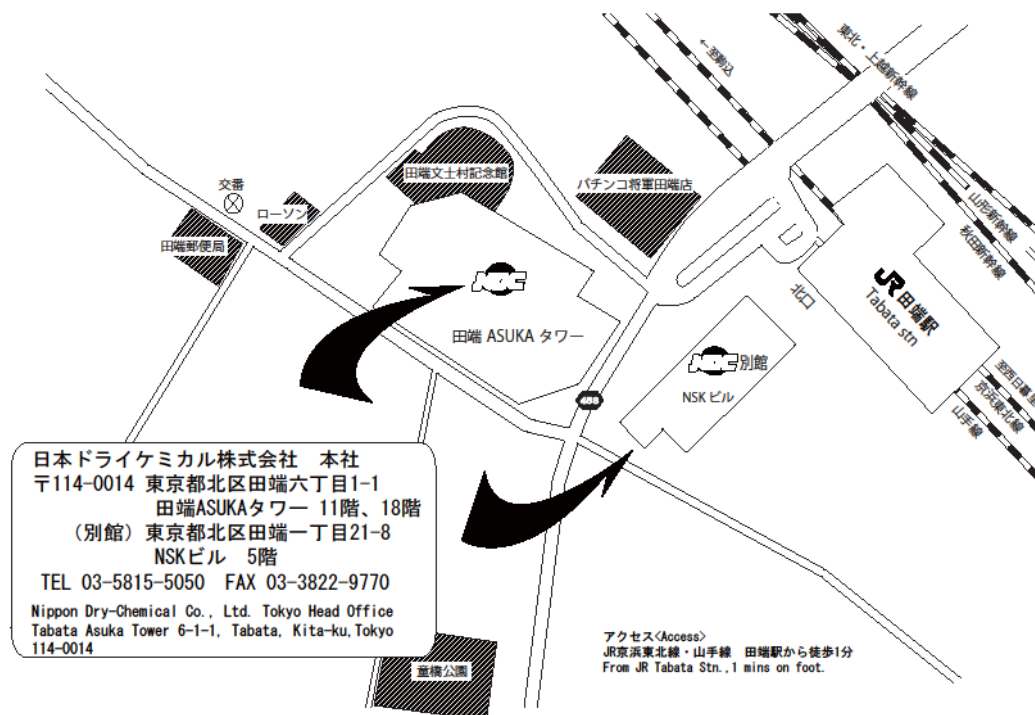 東北・上越新幹線
←至駒込
田端文士村記念館
パチンコ将軍田端店
交番
ローソン
田端郵便局
山形新幹線
秋田新幹線
北口
JR 田端駅
Tabata stn
田端 ASUKA タワー
別館
NSK ビル
458
至西日暮里
京浜東北線
山手線
日本ドライケミカル株式会社 本社
〒114-0014 東京都北区田端六丁目1-1
田端ASUKAタワー 11階、18階
(別館) 東京都北区田端一丁目21-8
NSKビル 5階
TEL 03-5815-5050 FAX 03-3822-9770
Nippon Dry-Chemical Co., Ltd. Tokyo Head Office
Tabata Asuka Tower 6-1-1, Tabata, Kita-ku,Tokyo
114-0014
童橋公園
アクセス<Access>
JR京浜東北線・山手線 田端駅から徒歩1分
From JR Tabata Stn.,1 mins on foot.